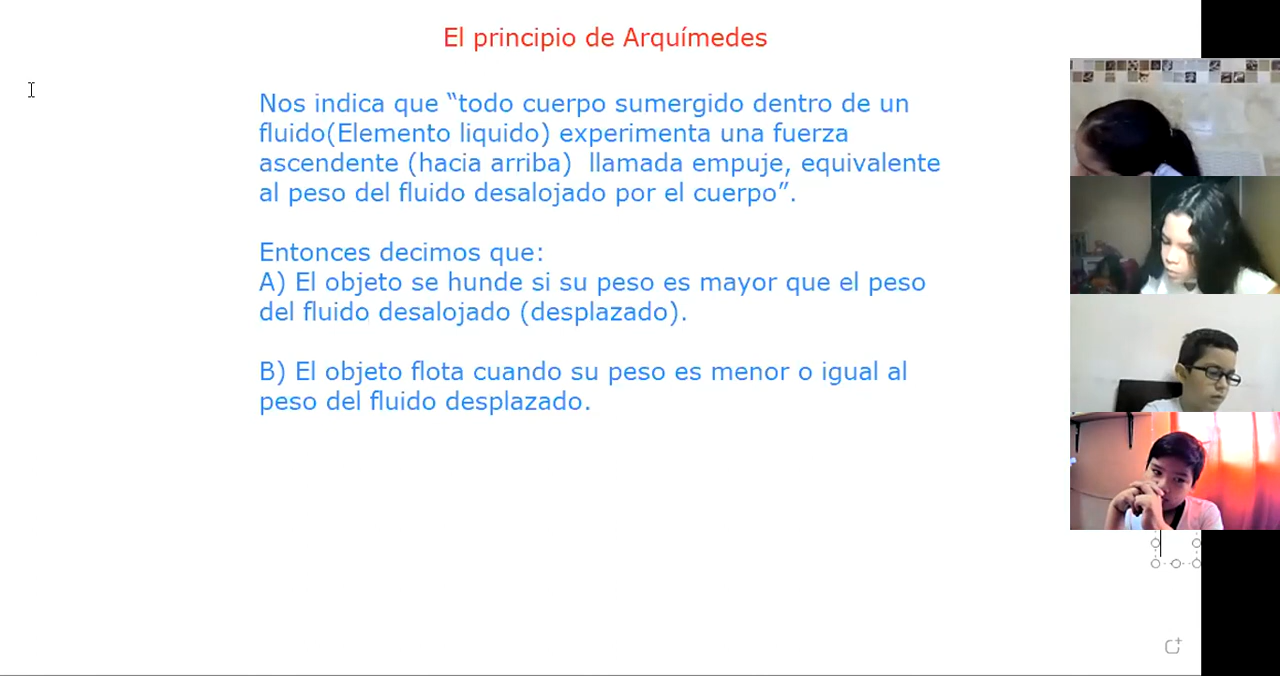 El principio de Arquímedes
Nos indica que “todo cuerpo sumergido dentro de un
fluido(Elemento liquido) experimenta una fuerza
ascendente (hacia arriba)  llamada empuje, equivalente
al peso del fluido desalojado por el cuerpo”.
Entonces decimos que:
A) El objeto se hunde si su peso es mayor que el peso
del fluido desalojado (desplazado).
B) El objeto flota cuando su peso es menor o igual al
peso del fluido desplazado.